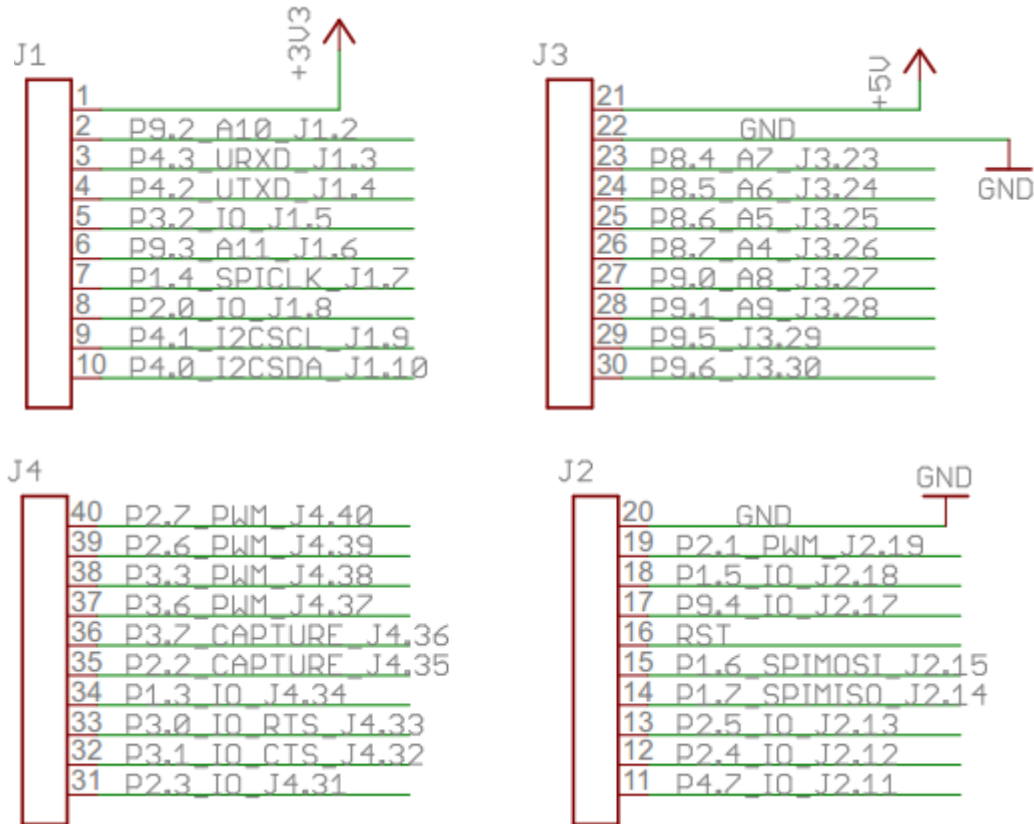 J1
+3V3
1
2 P9.2_A10_J1.2
3 P4.3_URXD_J1.3
4 P4.2_UTXD_J1.4
5 P3.2_IO_J1.5
6 P9.3_A11_J1.6
7 P1.4_SPICLK_J1.7
8 P2.0_IO_J1.8
9 P4.1_I2CSCL_J1.9
10 P4.0_I2CSDA_J1.10
J3
+5V
21
22 GND
GND
23 P8.4_A7_J3.23
24 P8.5_A6_J3.24
25 P8.6_A5_J3.25
26 P8.7_A4_J3.26
27 P9.0_A8_J3.27
28 P9.1_A9_J3.28
29 P9.5_J3.29
30 P9.6_J3.30
J4
40 P2.7_PWM_J4.40
39 P2.6_PWM_J4.39
38 P3.3_PWM_J4.38
37 P3.6_PWM_J4.37
36 P3.7_CAPTURE_J4.36
35 P2.2_CAPTURE_J4.35
34 P1.3_IO_J4.34
33 P3.0_IO_RTS_J4.33
32 P3.1_IO_CTS_J4.32
31 P2.3_IO_J4.31
J2
GND
20 GND
19 P2.1_PWM_J2.19
18 P1.5_IO_J2.18
17 P9.4_IO_J2.17
16 RST
15 P1.6_SPIMOSI_J2.15
14 P1.7_SPIMISO_J2.14
13 P2.5_IO_J2.13
12 P2.4_IO_J2.12
11 P4.7_IO_J2.11